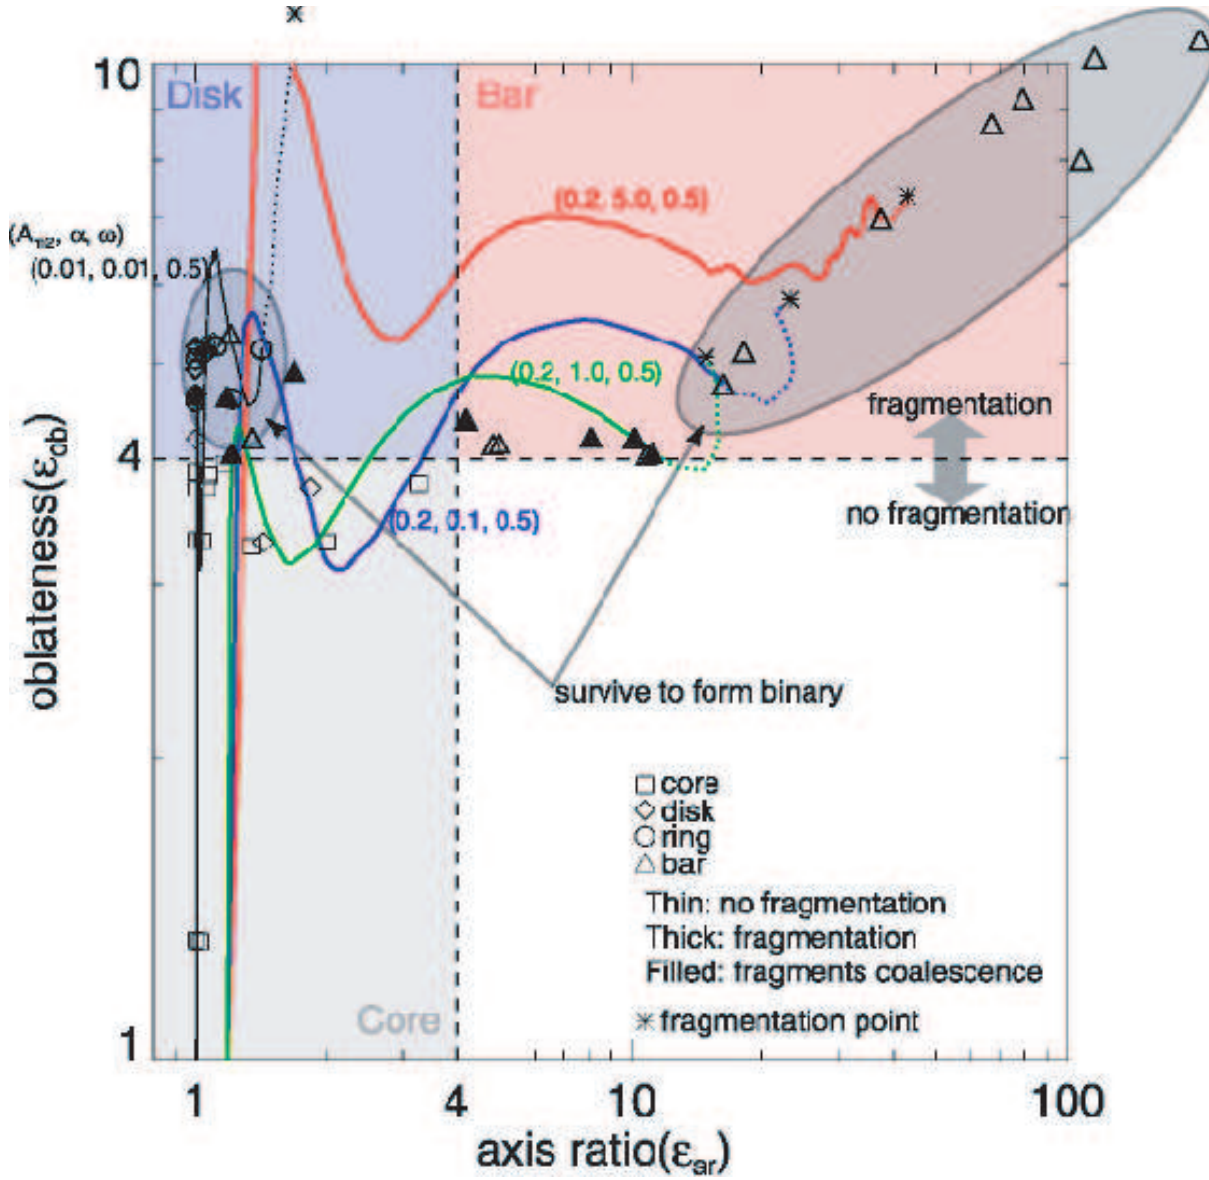 10
Disk
Bar
(0.2, 5.0, 0.5)
(A_m2, α, ω)
(0.01, 0.01, 0.5)
(0.2, 1.0, 0.5)
fragmentation
4
no fragmentation
(0.2, 0.1, 0.5)
oblateness(ε_ob)
survive to form binary
□ core
◇ disk
○ ring
△ bar
Thin: no fragmentation
Thick: fragmentation
Filled: fragments coalescence
✳ fragmentation point
Core
1
1 4 10 100
axis ratio(ε_ar)